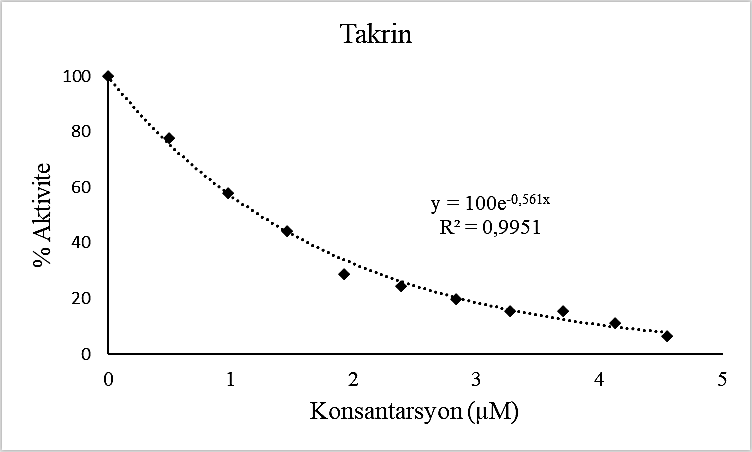 Takrin
100
80
60
40
20
0
% Aktivite
y = 100e-0,561x
R² = 0,9951
0 1 2 3 4 5
Konsantarsyon (µM)